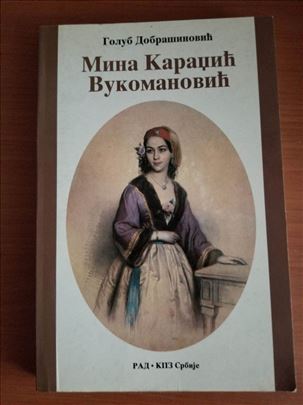 Голуб Добрашиновић
Мина Караџић
Вукомановић
РАД • КПЗ Србије